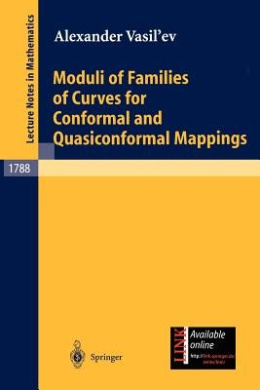 Alexander Vasil'ev
Lecture Notes in Mathematics
1788
Moduli of Families
of Curves for
Conformal and
Quasiconformal Mappings
Springer
LINK
Available
online